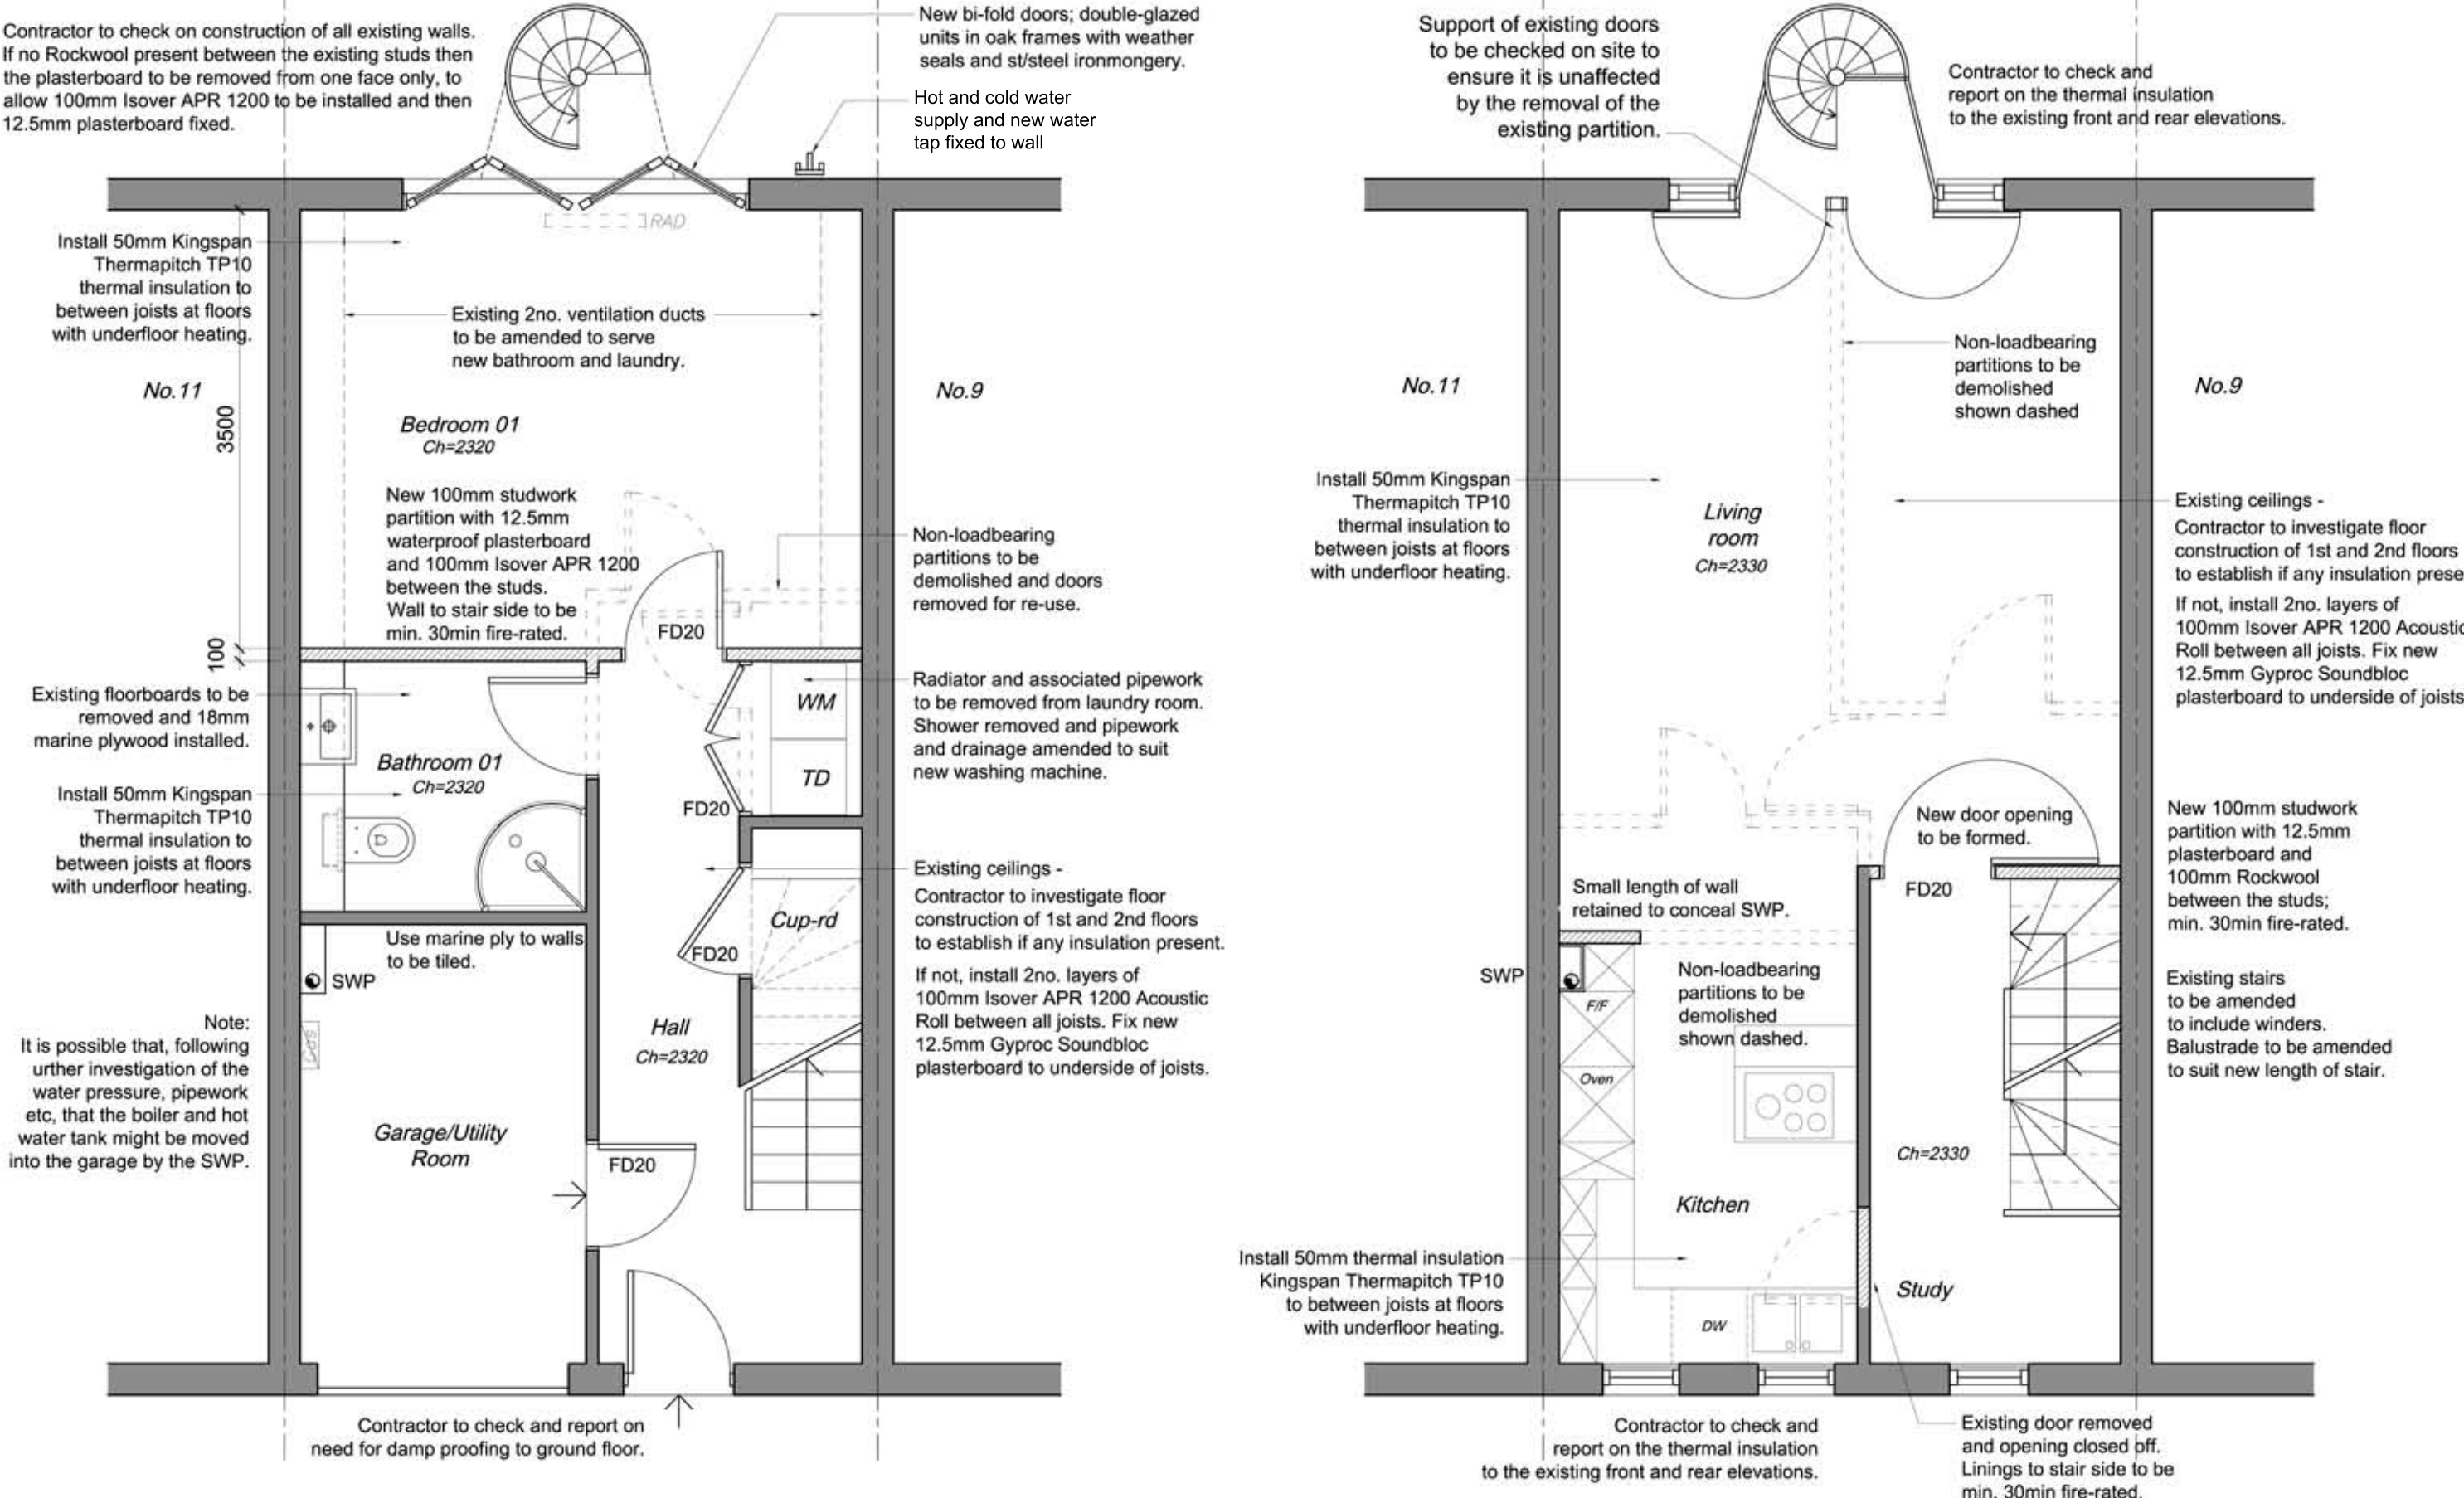 Contractor to check on construction of all existing walls.
If no Rockwool present between the existing studs then
the plasterboard to be removed from one face only, to
allow 100mm Isover APR 1200 to be installed and then
12.5mm plasterboard fixed.
New bi-fold doors; double-glazed
units in oak frames with weather
seals and st/steel ironmongery.
Hot and cold water
supply and new water
tap fixed to wall
RAD
Install 50mm Kingspan
Thermapitch TP10
thermal insulation to
between joists at floors
with underfloor heating.
Existing 2no. ventilation ducts
to be amended to serve
new bathroom and laundry.
No.11
No.9
3500
Bedroom 01
Ch=2320
New 100mm studwork
partition with 12.5mm
waterproof plasterboard
and 100mm Isover APR 1200
between the studs.
Wall to stair side to be
min. 30min fire-rated.
Non-loadbearing
partitions to be
demolished and doors
removed for re-use.
FD20
100
Existing floorboards to be
removed and 18mm
marine plywood installed.
Radiator and associated pipework
to be removed from laundry room.
Shower removed and pipework
and drainage amended to suit
new washing machine.
WM
TD
Bathroom 01
Ch=2320
Install 50mm Kingspan
Thermapitch TP10
thermal insulation to
between joists at floors
with underfloor heating.
FD20
Existing ceilings -
Contractor to investigate floor
construction of 1st and 2nd floors
to establish if any insulation present.
If not, install 2no. layers of
100mm Isover APR 1200 Acoustic
Roll between all joists. Fix new
12.5mm Gyproc Soundbloc
plasterboard to underside of joists.
Cup-rd
FD20
Use marine ply to walls
to be tiled.
SWP
Gas
Note:
It is possible that, following
urther investigation of the
water pressure, pipework
etc, that the boiler and hot
water tank might be moved
into the garage by the SWP.
Hall
Ch=2320
Garage/Utility
Room
FD20
Contractor to check and report on
need for damp proofing to ground floor.
Support of existing doors
to be checked on site to
ensure it is unaffected
by the removal of the
existing partition.
Contractor to check and
report on the thermal insulation
to the existing front and rear elevations.
Non-loadbearing
partitions to be
demolished
shown dashed
No.11
No.9
Install 50mm Kingspan
Thermapitch TP10
thermal insulation to
between joists at floors
with underfloor heating.
Living
room
Ch=2330
Existing ceilings -
Contractor to investigate floor
construction of 1st and 2nd floors
to establish if any insulation prese
If not, install 2no. layers of
100mm Isover APR 1200 Acoustic
Roll between all joists. Fix new
12.5mm Gyproc Soundbloc
plasterboard to underside of joists
New door opening
to be formed.
FD20
New 100mm studwork
partition with 12.5mm
plasterboard and
100mm Rockwool
between the studs;
min. 30min fire-rated.
Small length of wall
retained to conceal SWP.
SWP
F/F
Oven
Non-loadbearing
partitions to be
demolished
shown dashed.
Existing stairs
to be amended
to include winders.
Balustrade to be amended
to suit new length of stair.
Ch=2330
Kitchen
Install 50mm thermal insulation
Kingspan Thermapitch TP10
to between joists at floors
with underfloor heating.
Study
DW
Contractor to check and
report on the thermal insulation
to the existing front and rear elevations.
Existing door removed
and opening closed off.
Linings to stair side to be
min. 30min fire-rated.